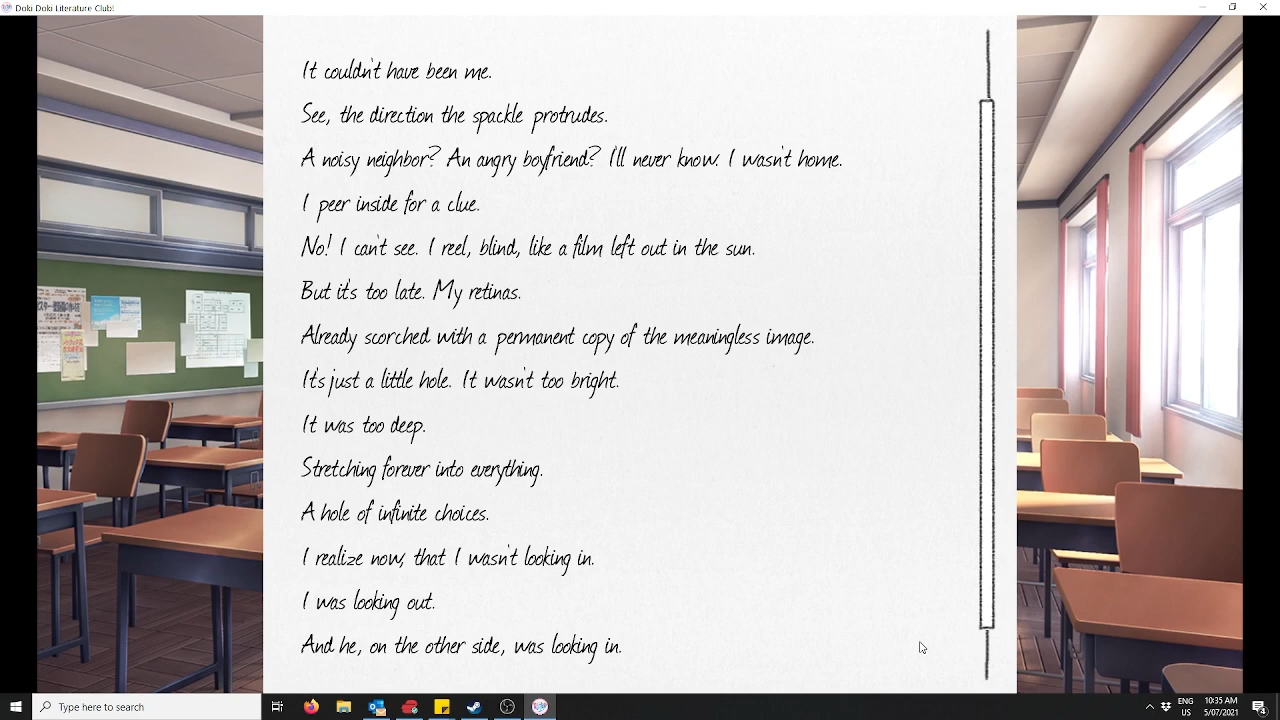 Doki Doki Literature Club!
It couldn't have been me.
See, the direction the spackle protrudes.
A noisy neighbor? An angry boyfriend? I'll never know. I wasn't home.
I peer inside for a clue.
No! I can't see. I reel, blind, like a film left out in the sun.
But it's too late. My retinas.
Already scorched with a permanent copy of the meaningless image.
It's just a little hole. It wasn't too bright.
It was too deep.
Stretching forever into everything.
A hole of infinite choices.
I realize now, that I wasn't looking in.
I was looking out.
And he, on the other side, was looking in.
Type here to search
ENG
US
10:35 AM
5/07/2021